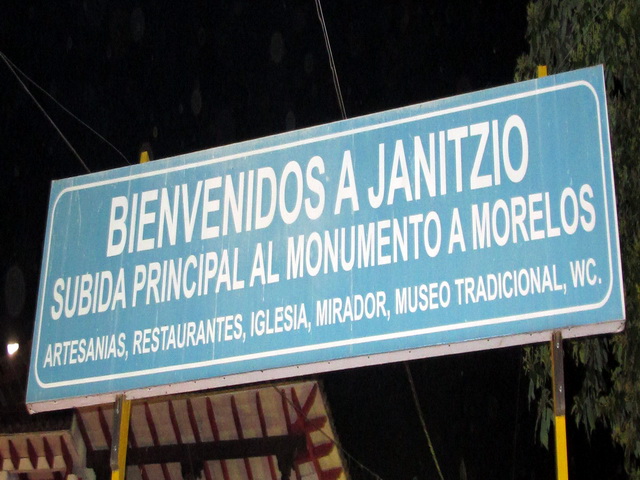 BIENVENIDOS A JANITZIO
SUBIDA PRINCIPAL AL MONUMENTO A MORELOS
ARTESANIAS, RESTAURANTES, IGLESIA, MIRADOR, MUSEO TRADICIONAL, WC.